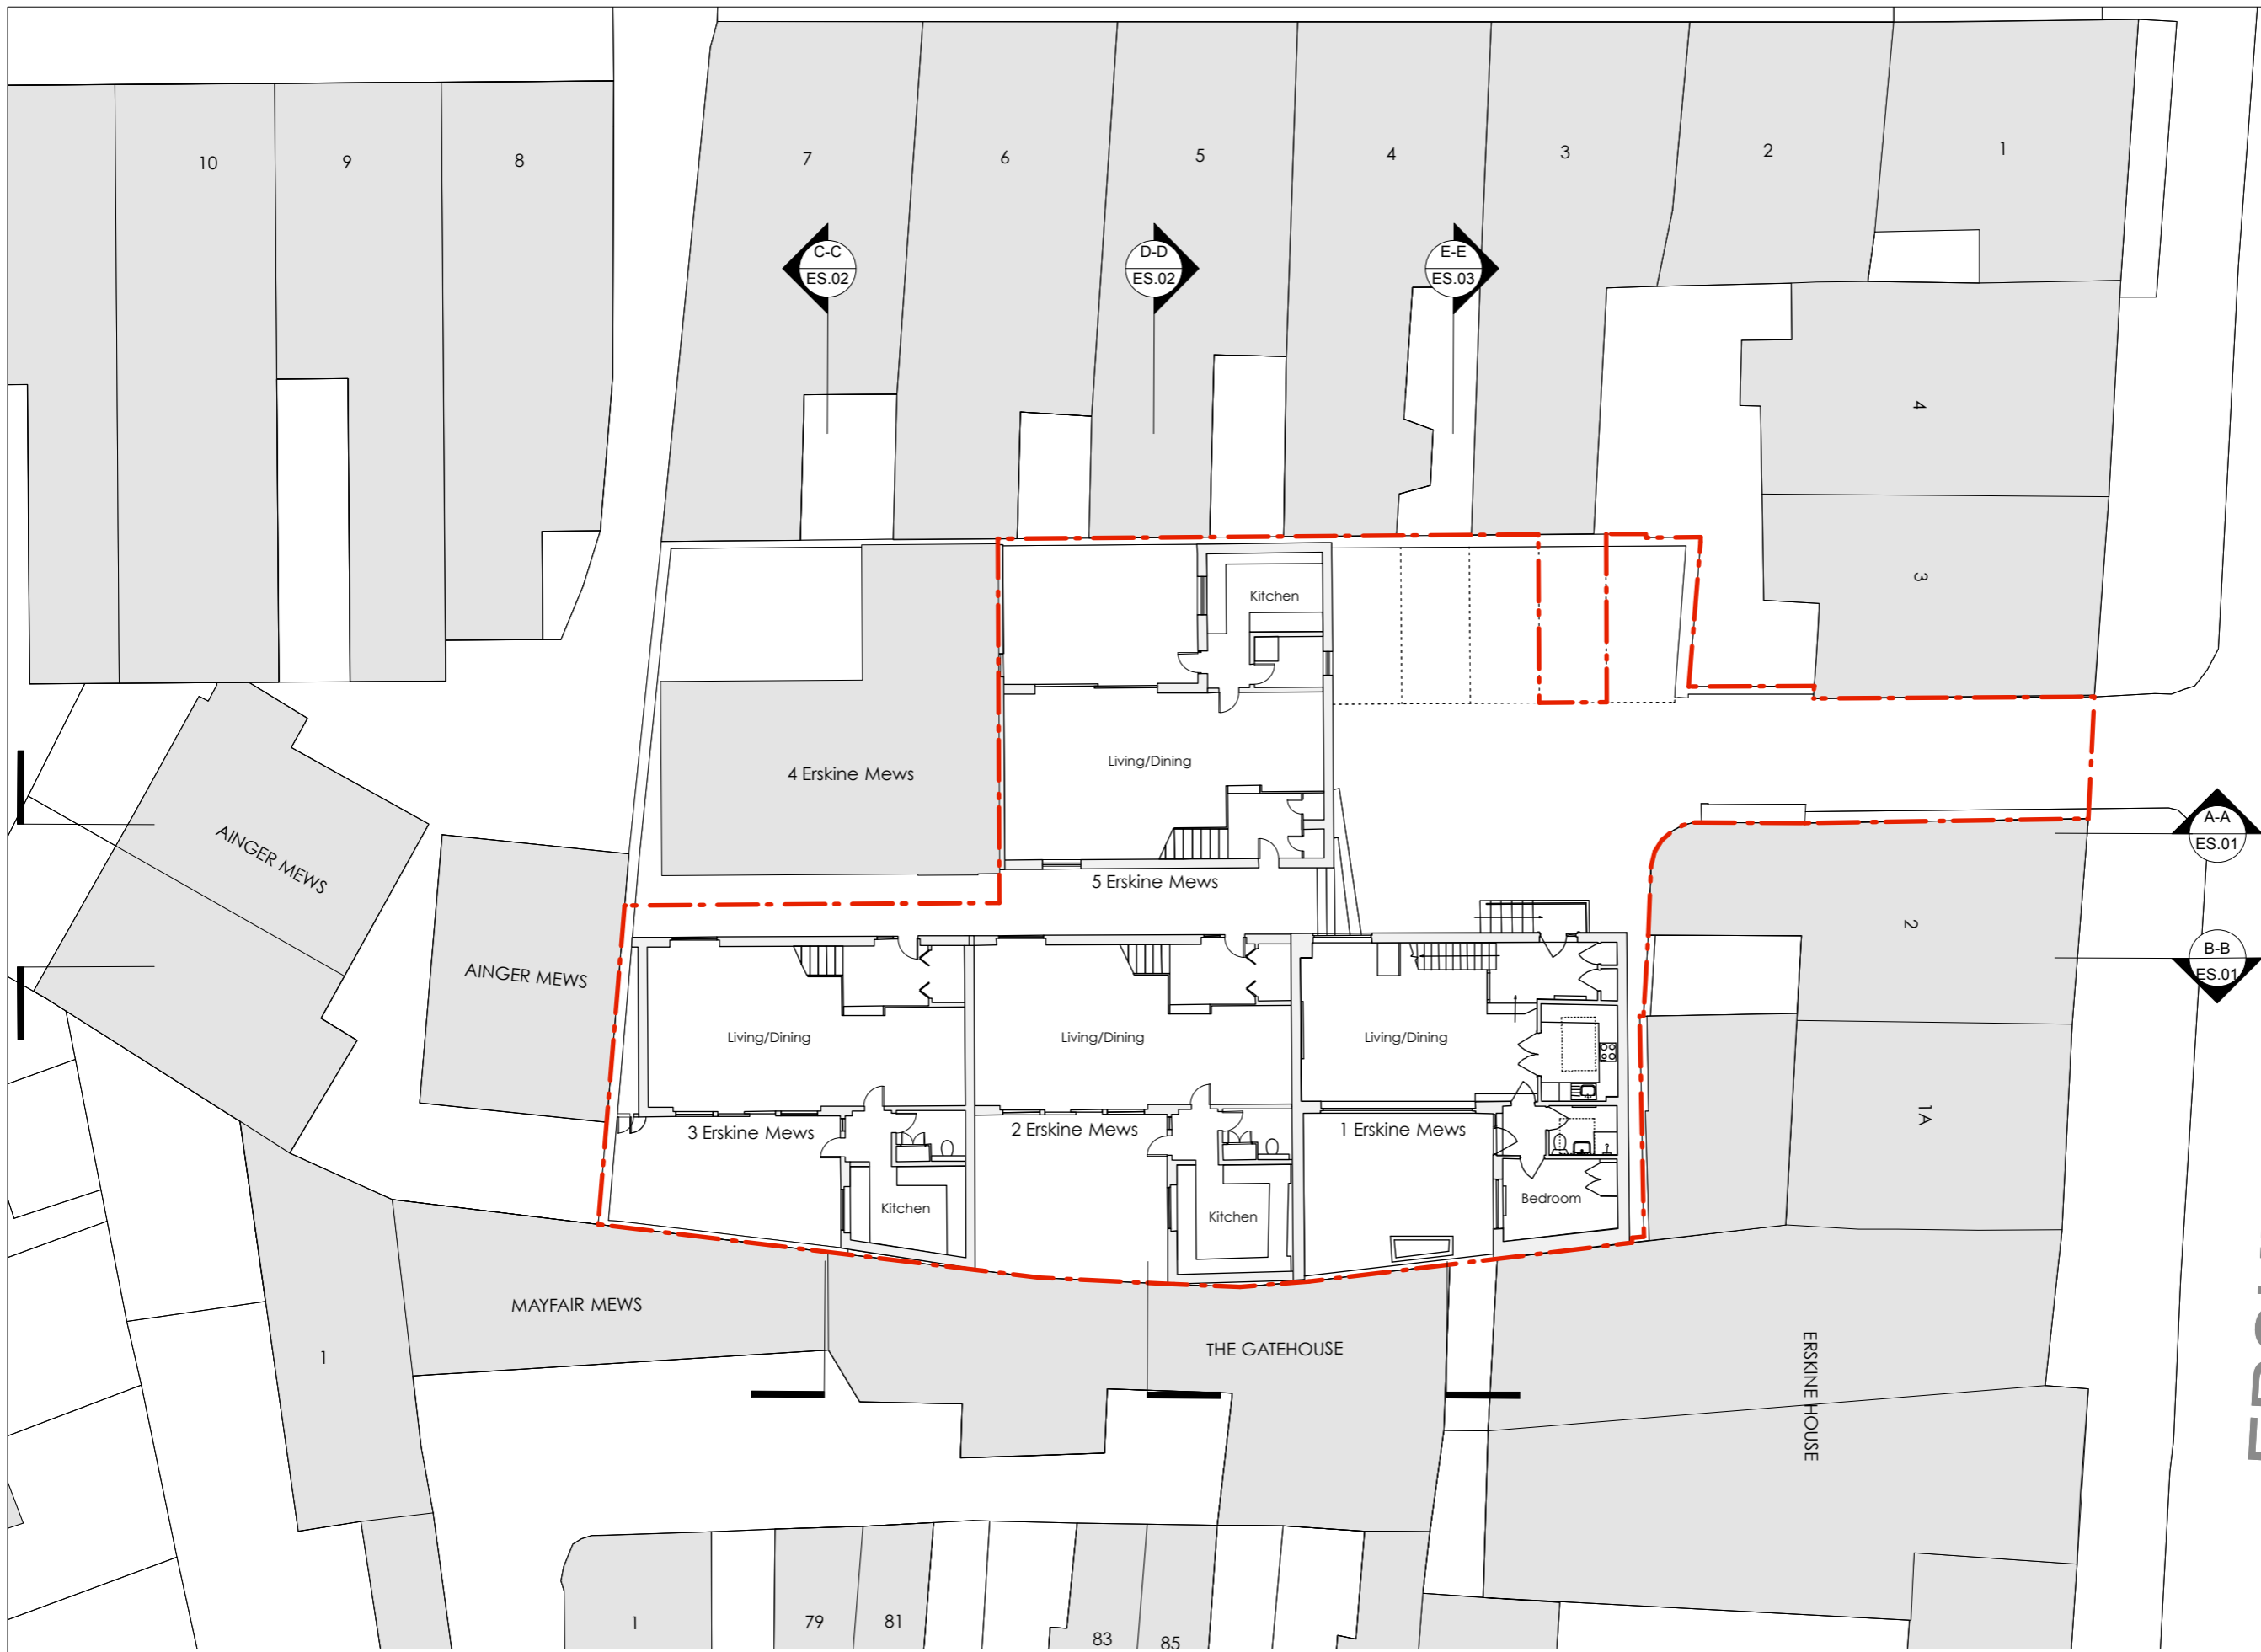 10
9
8
7
6
5
4
3
2
1
C-C
ES.02
D-D
ES.02
E-E
ES.03
4
3
Kitchen
Living/Dining
4 Erskine Mews
5 Erskine Mews
A-A
ES.01
B-B
ES.01
2
1A
AINGER MEWS
AINGER MEWS
Living/Dining
Living/Dining
Living/Dining
3 Erskine Mews
2 Erskine Mews
1 Erskine Mews
Kitchen
Kitchen
Bedroom
MAYFAIR MEWS
THE GATEHOUSE
ERSKINE HOUSE
1
1
79
81
83
85